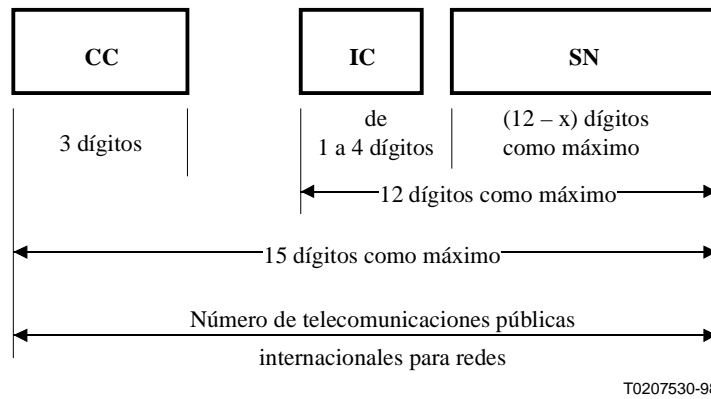 CC IC SN
3 dígitos
de
1 a 4 dígitos
(12 – x) dígitos
como máximo
12 dígitos como máximo
15 dígitos como máximo
Número de telecomunicaciones públicas
internacionales para redes
T0207530-98